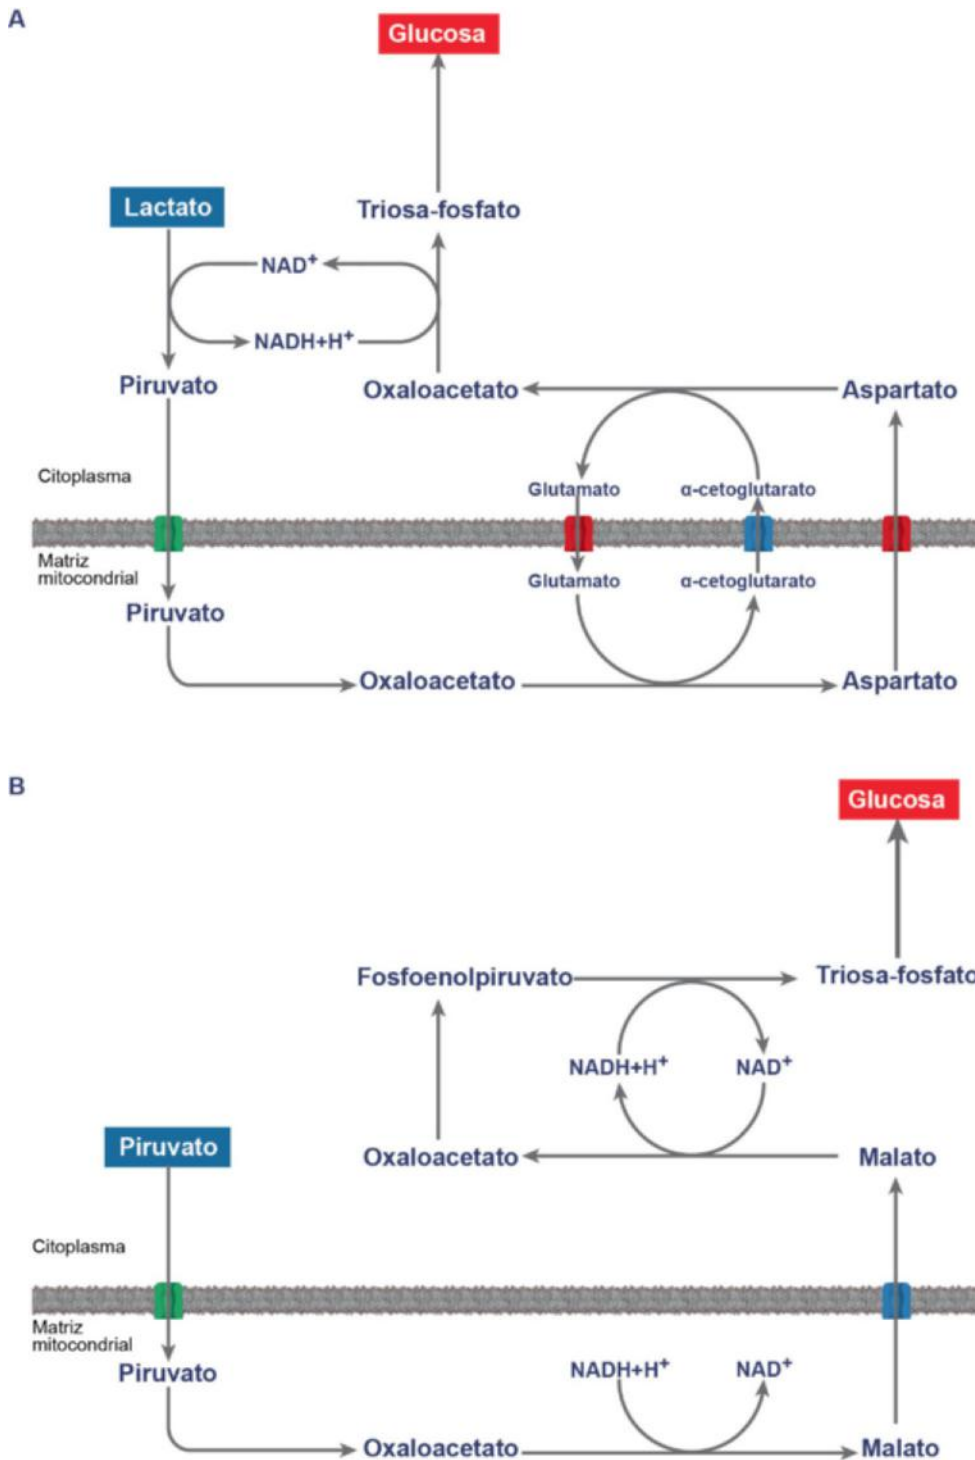 A
Glucosa
Lactato
Triosa-fosfato
NAD⁺
NADH+H⁺
Piruvato
Oxaloacetato
Aspartato
Citoplasma
Glutamato
α-cetoglutarato
Matriz
mitocondrial
Glutamato
α-cetoglutarato
Piruvato
Oxaloacetato
Aspartato
B
Glucosa
Fosfoenolpiruvato
Triosa-fosfato
NADH+H⁺
NAD⁺
Piruvato
Oxaloacetato
Malato
Citoplasma
Matriz
mitocondrial
Piruvato
NADH+H⁺
NAD⁺
Oxaloacetato
Malato